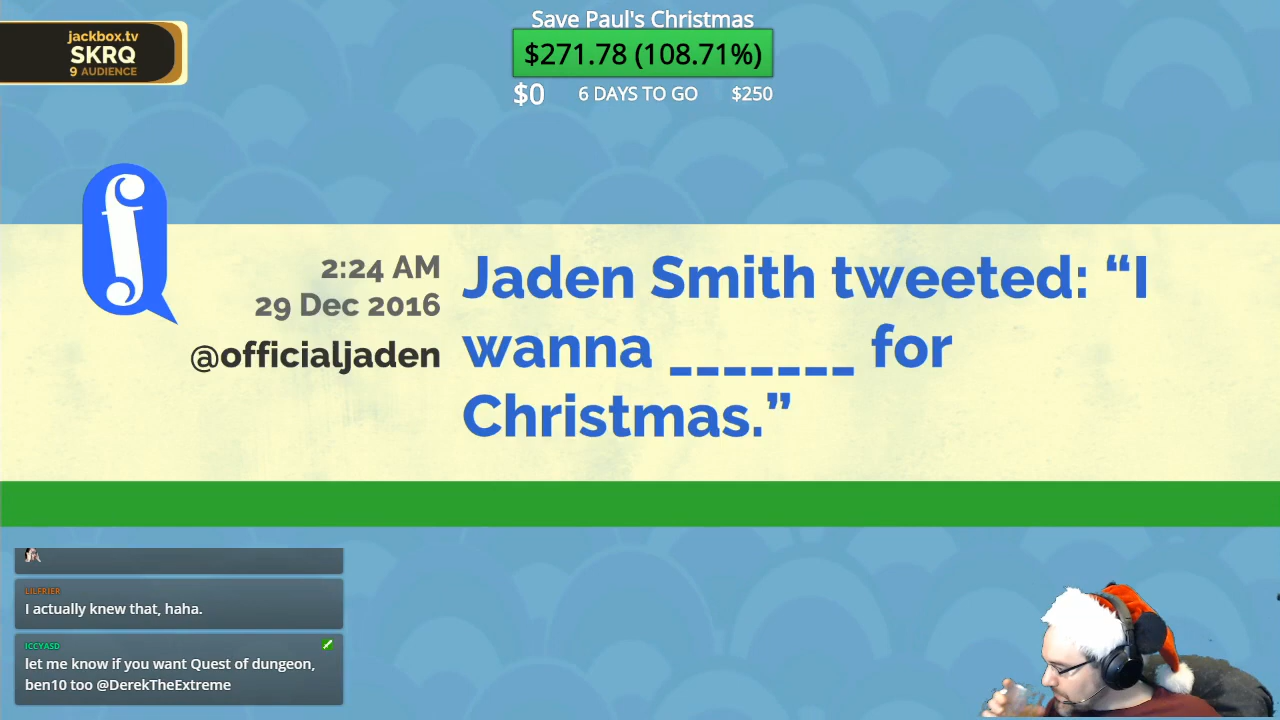 jackbox.tv
SKRQ
9 AUDIENCE
Save Paul's Christmas
$271.78 (108.71%)
$0 6 DAYS TO GO $250
2:24 AM
29 Dec 2016
@officialjaden
Jaden Smith tweeted: “I
wanna _______ for
Christmas.”
LILFRIER
I actually knew that, haha.
ICCYASD
let me know if you want Quest of dungeon,
ben10 too @DerekTheExtreme